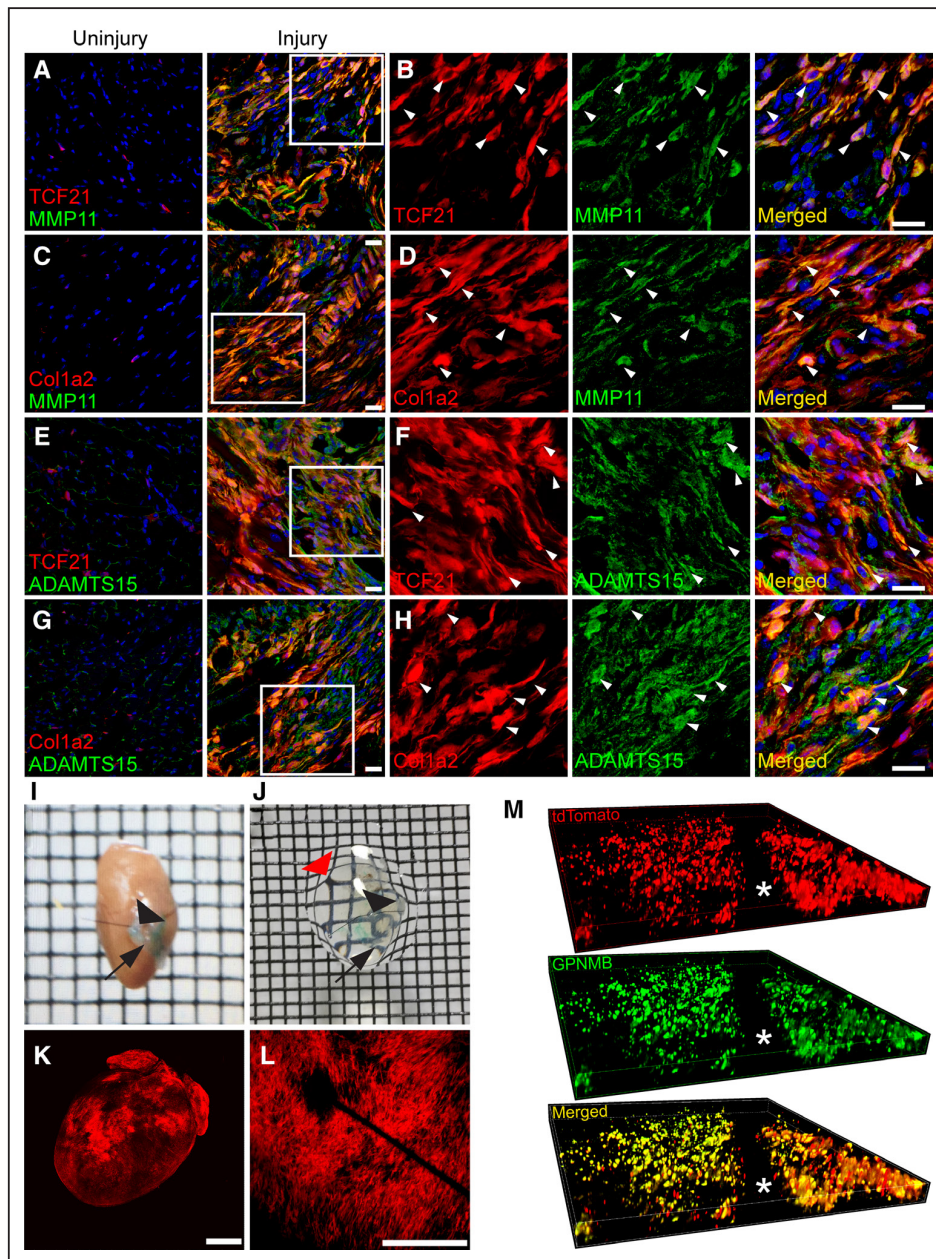 Uninjury Injury
A B
TCF21
MMP11
TCF21 MMP11 Merged
C D
Col1a2
MMP11
Col1a2 MMP11 Merged
E F
TCF21
ADAMTS15
TCF21 ADAMTS15 Merged
G H
Col1a2
ADAMTS15
Col1a2 ADAMTS15 Merged
I J M
tdTomato
*
GPNMB
*
K L
Merged
*